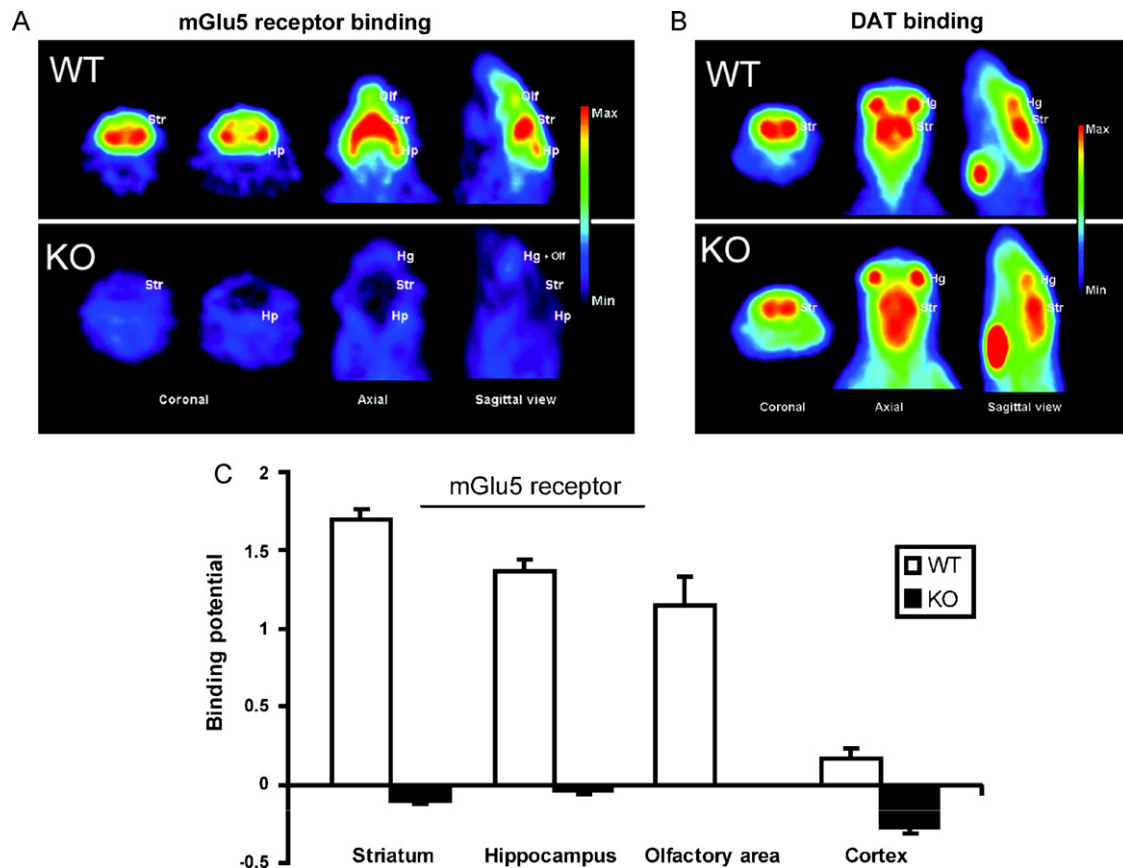 A
mGlu5 receptor binding
WT
Str
Hp
Olf
Str
Hp
Olf
Str
Hp
Max
Min
KO
Str
Hp
Hg
Str
Hp
Hg + Olf
Str
Hp
Coronal
Axial
Sagittal view
B
DAT binding
WT
Str
Hg
Str
Hg
Str
Max
Min
KO
Str
Hg
Str
Hg
Str
Coronal
Axial
Sagittal view
C
mGlu5 receptor
Binding potential
2
1.5
1
0.5
0
-0.5
Striatum
Hippocampus
Olfactory area
Cortex
WT
KO